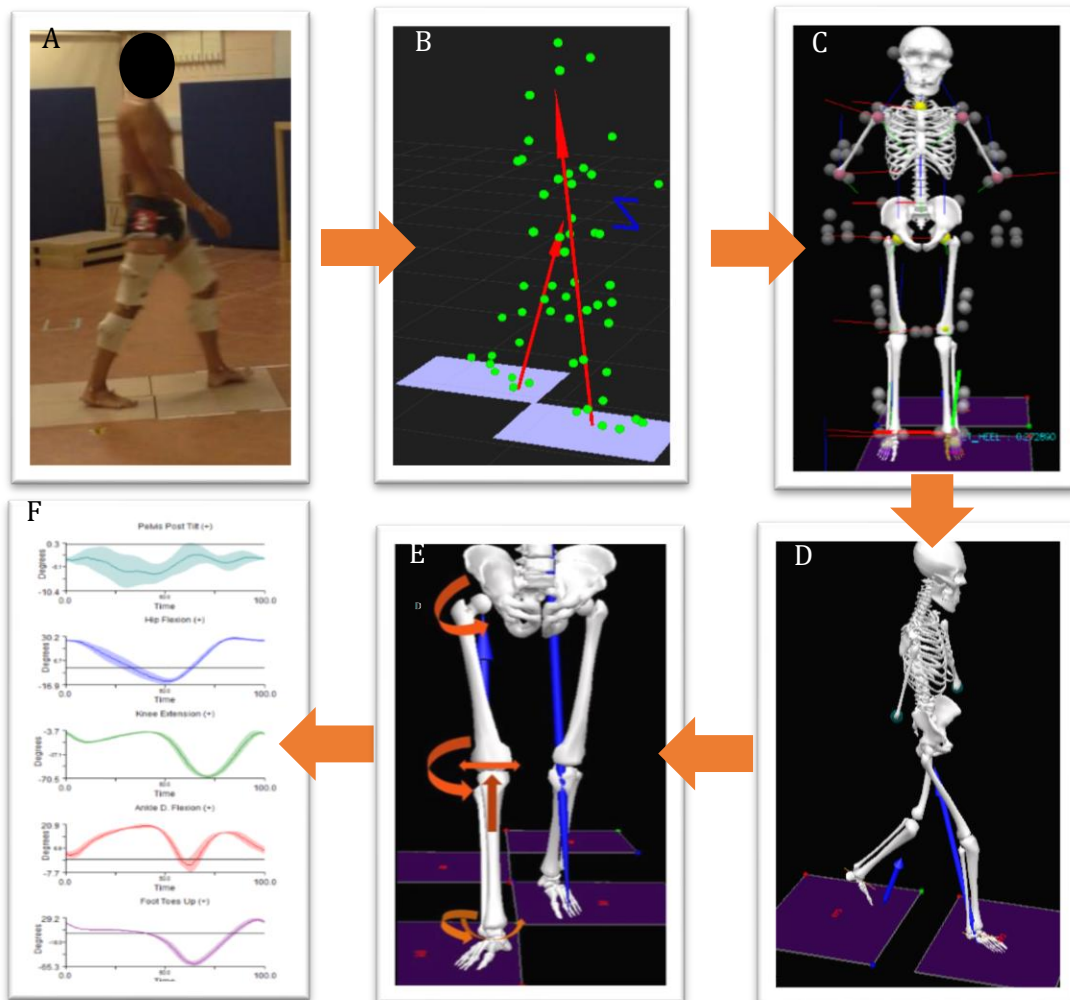 A
B
C
Z
F
Pelvis Post Tilt (+)
0.3
Degrees
-10.4
0.0
Time
100.0
Hip Flexion (+)
30.2
Degrees
-16.9
0.0
Time
100.0
Knee Extension (+)
-3.7
Degrees
-70.5
0.0
Time
100.0
Ankle D. Flexion (+)
20.9
Degrees
-7.7
0.0
Time
100.0
Foot Toes Up (+)
29.2
Degrees
0.0
Time
100.0
E
D
D